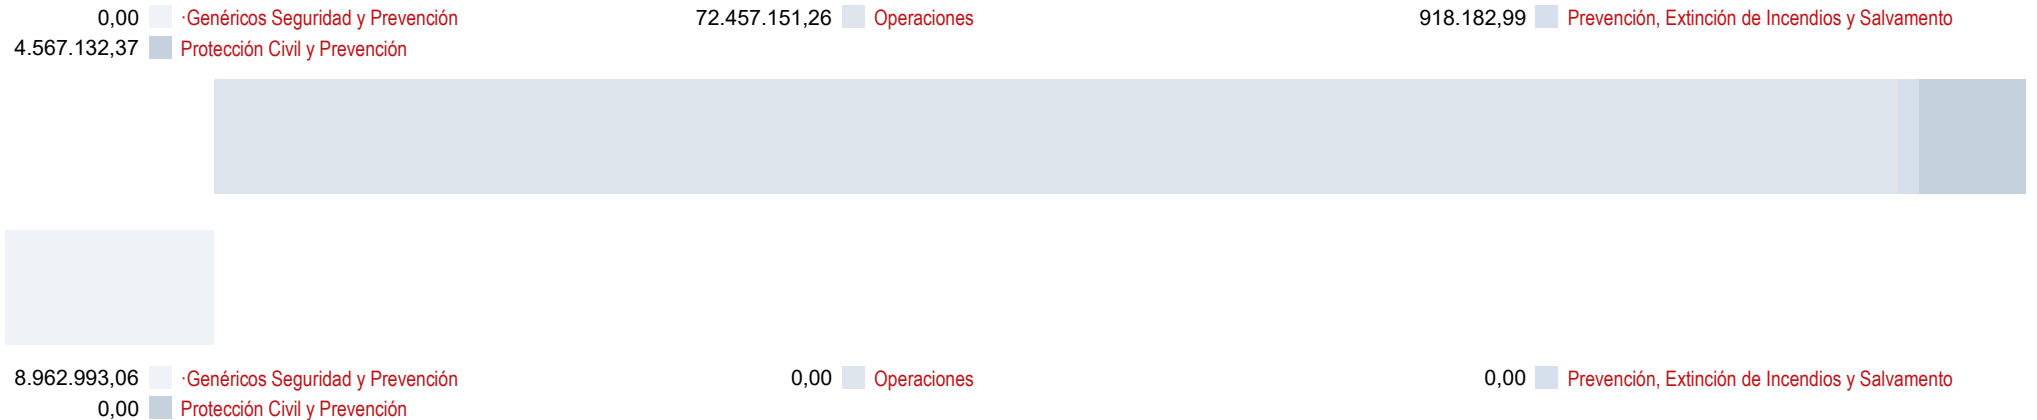 0,00 ·Genéricos Seguridad y Prevención 72.457.151,26 Operaciones 918.182,99 Prevención, Extinción de Incendios y Salvamento
4.567.132,37 Protección Civil y Prevención
8.962.993,06 ·Genéricos Seguridad y Prevención 0,00 Operaciones 0,00 Prevención, Extinción de Incendios y Salvamento
0,00 Protección Civil y Prevención